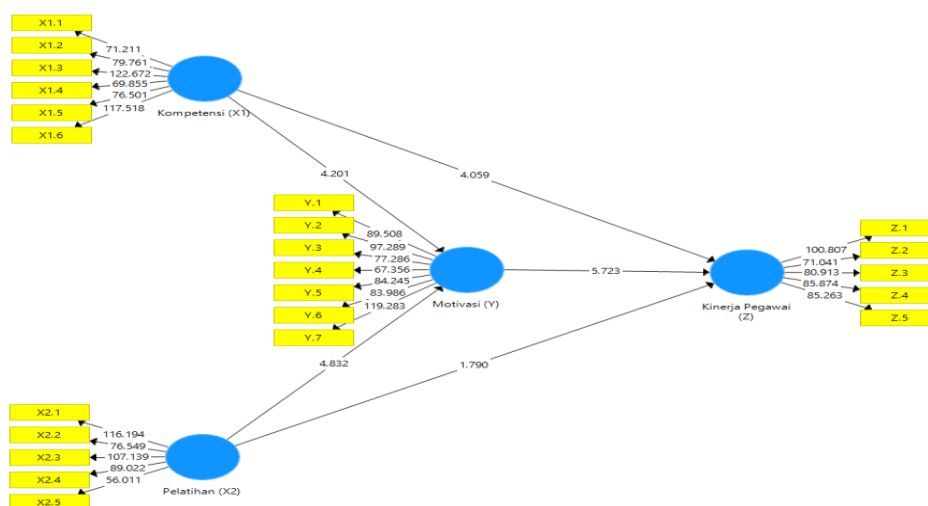 X1.1
X1.2
X1.3
X1.4
X1.5
X1.6
71.211
79.761
122.672
69.855
76.501
117.518
Kompetensi (X1)
4.201
4.059
Y.1
Y.2
Y.3
Y.4
Y.5
Y.6
Y.7
89.508
97.289
77.286
67.356
84.245
83.986
119.283
Motivasi (Y)
5.723
Z.1
Z.2
Z.3
Z.4
Z.5
100.807
71.041
80.913
85.874
85.263
Kinerja Pegawai
(Z)
4.832
1.790
X2.1
X2.2
X2.3
X2.4
X2.5
116.194
76.549
107.139
89.022
56.011
Pelatihan (X2)